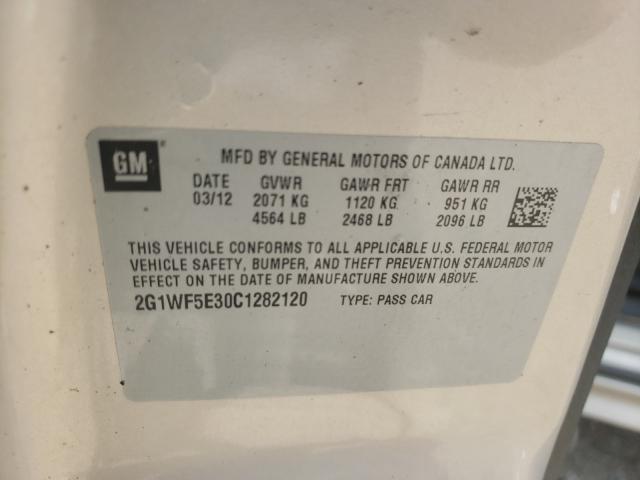 GM
MFD BY GENERAL MOTORS OF CANADA LTD.
DATE GVWR GAWR FRT GAWR RR
03/12 2071 KG 1120 KG 951 KG
4564 LB 2468 LB 2096 LB
THIS VEHICLE CONFORMS TO ALL APPLICABLE U.S. FEDERAL MOTOR
VEHICLE SAFETY, BUMPER, AND THEFT PREVENTION STANDARDS IN
EFFECT ON THE DATE OF MANUFACTURE SHOWN ABOVE.
2G1WF5E30C1282120 TYPE: PASS CAR